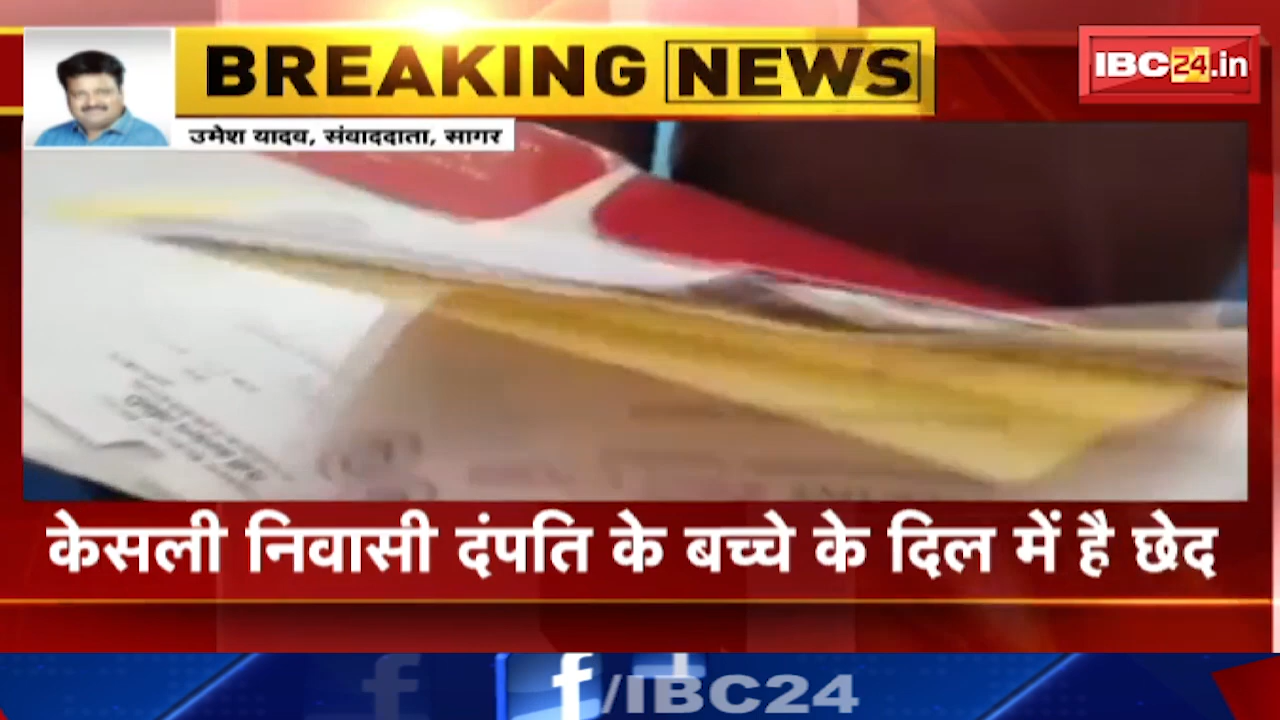 BREAKING NEWS
IBC24.in
उमेश यादव, संवाददाता, सागर
केसली निवासी दंपति के बच्चे के दिल में है छेद
f/IBC24